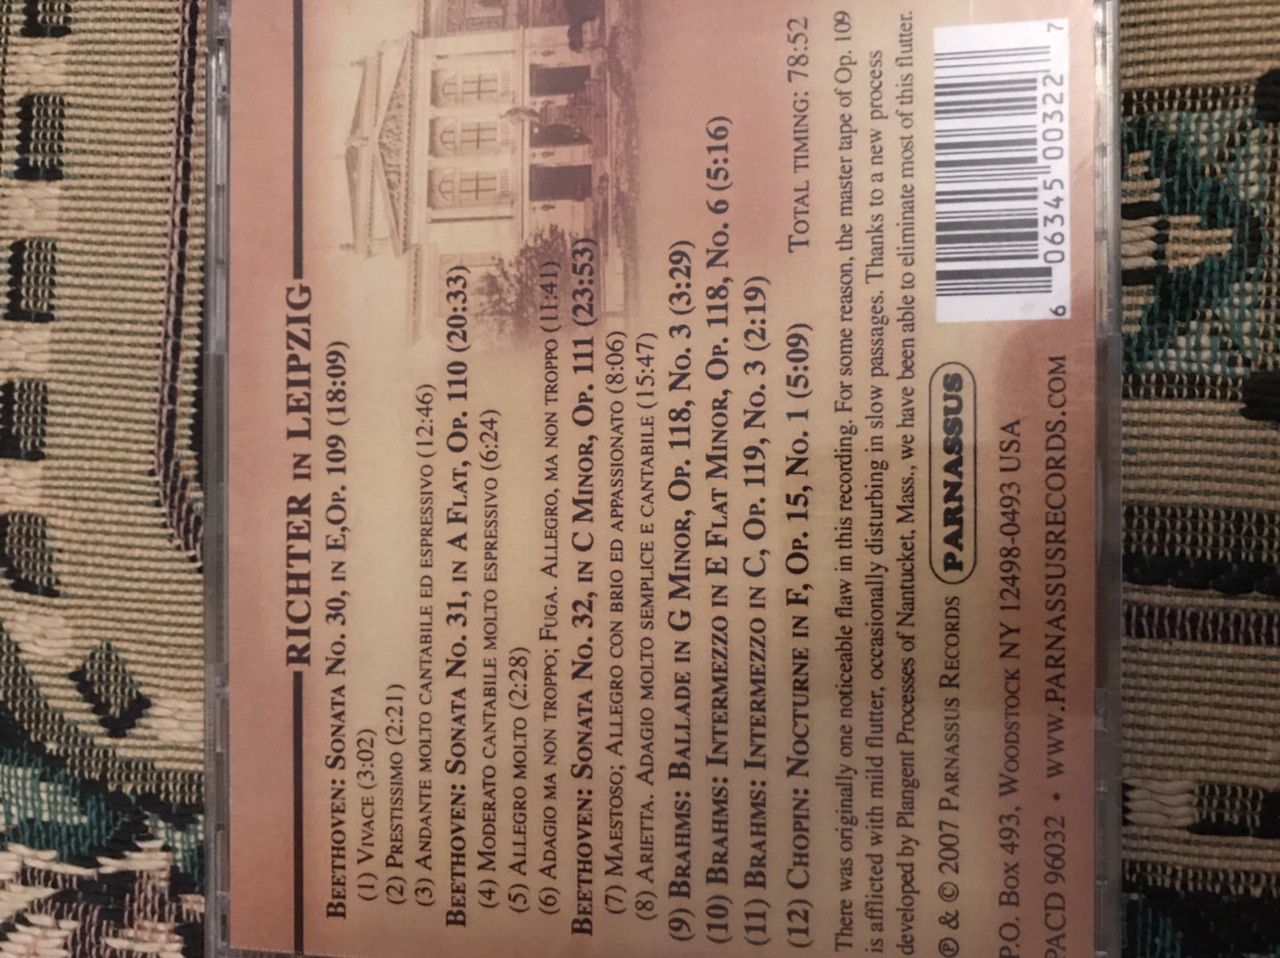 RICHTER IN LEIPZIG
BEETHOVEN: SONATA NO. 30, IN E,OP. 109 (18:09)
(1) VIVACE (3:02)
(2) PRESTISSIMO (2:21)
(3) ANDANTE MOLTO CANTABILE ED ESPRESSIVO (12:46)
BEETHOVEN: SONATA NO. 31, IN A FLAT, OP. 110 (20:33)
(4) MODERATO CANTABILE MOLTO ESPRESSIVO (6:24)
(5) ALLEGRO MOLTO (2:28)
(6) ADAGIO MA NON TROPPO; FUGA. ALLEGRO, MA NON TROPPO (11:41)
BEETHOVEN: SONATA NO. 32, IN C MINOR, OP. 111 (23:53)
(7) MAESTOSO; ALLEGRO CON BRIO ED APPASSIONATO (8:06)
(8) ARIETTA. ADAGIO MOLTO SEMPLICE E CANTABILE (15:47)
(9) BRAHMS: BALLADE IN G MINOR, OP. 118, NO. 3 (3:29)
(10) BRAHMS: INTERMEZZO IN E FLAT MINOR, OP. 118, NO. 6 (5:16)
(11) BRAHMS: INTERMEZZO IN C, OP. 119, NO. 3 (2:19)
(12) CHOPIN: NOCTURNE IN F, OP. 15, NO. 1 (5:09) TOTAL TIMING: 78:52
There was originally one noticeable flaw in this recording. For some reason, the master tape of Op. 109
is afflicted with mild flutter, occasionally disturbing in slow passages. Thanks to a new process
developed by Plangent Processes of Nantucket, Mass., we have been able to eliminate most of this flutter.
℗ & © 2007 PARNASSUS RECORDS PARNASSUS
P.O. BOX 493, WOODSTOCK NY 12498-0493 USA
PACD 96032 • WWW.PARNASSUSRECORDS.COM
6 06345 00322 7